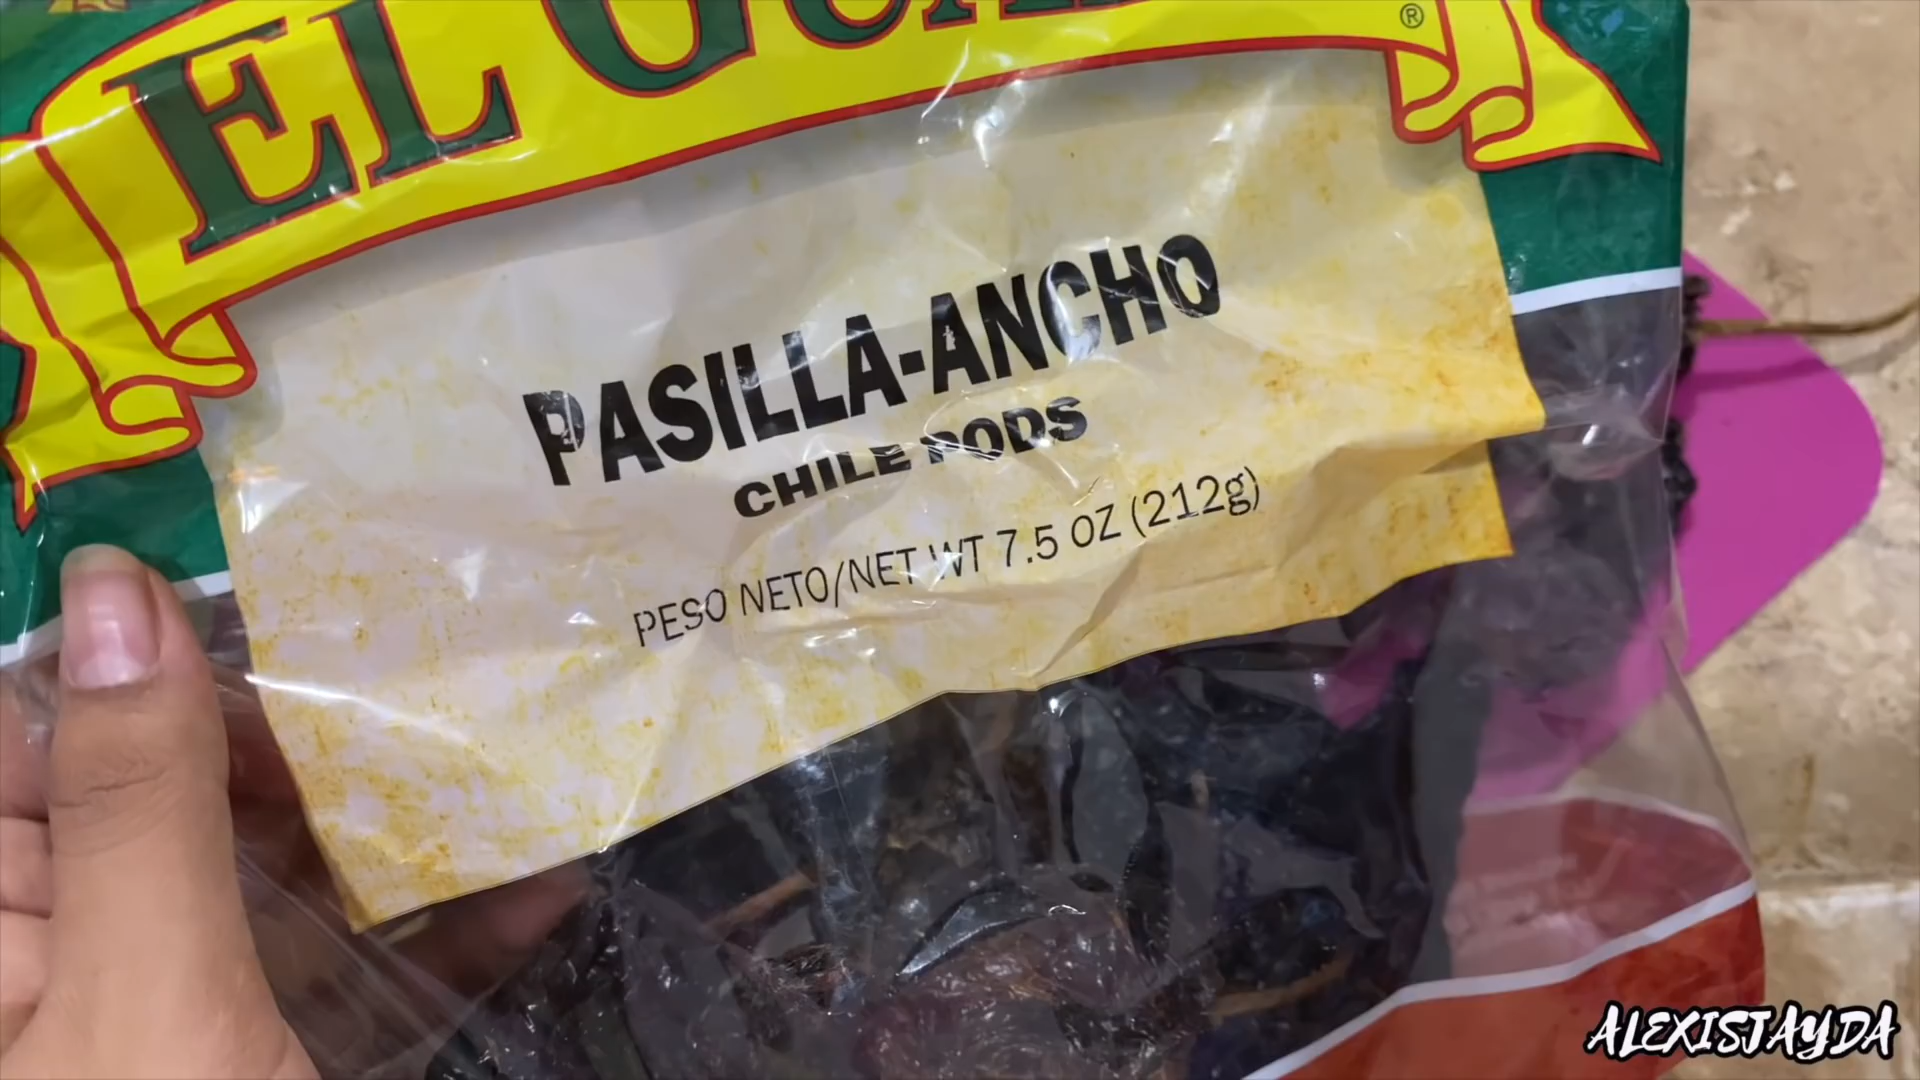 EL
®
PASILLA-ANCHO
CHILE PODS
PESO NETO/NET WT 7.5 OZ (212g)
ALEXISJAYDA